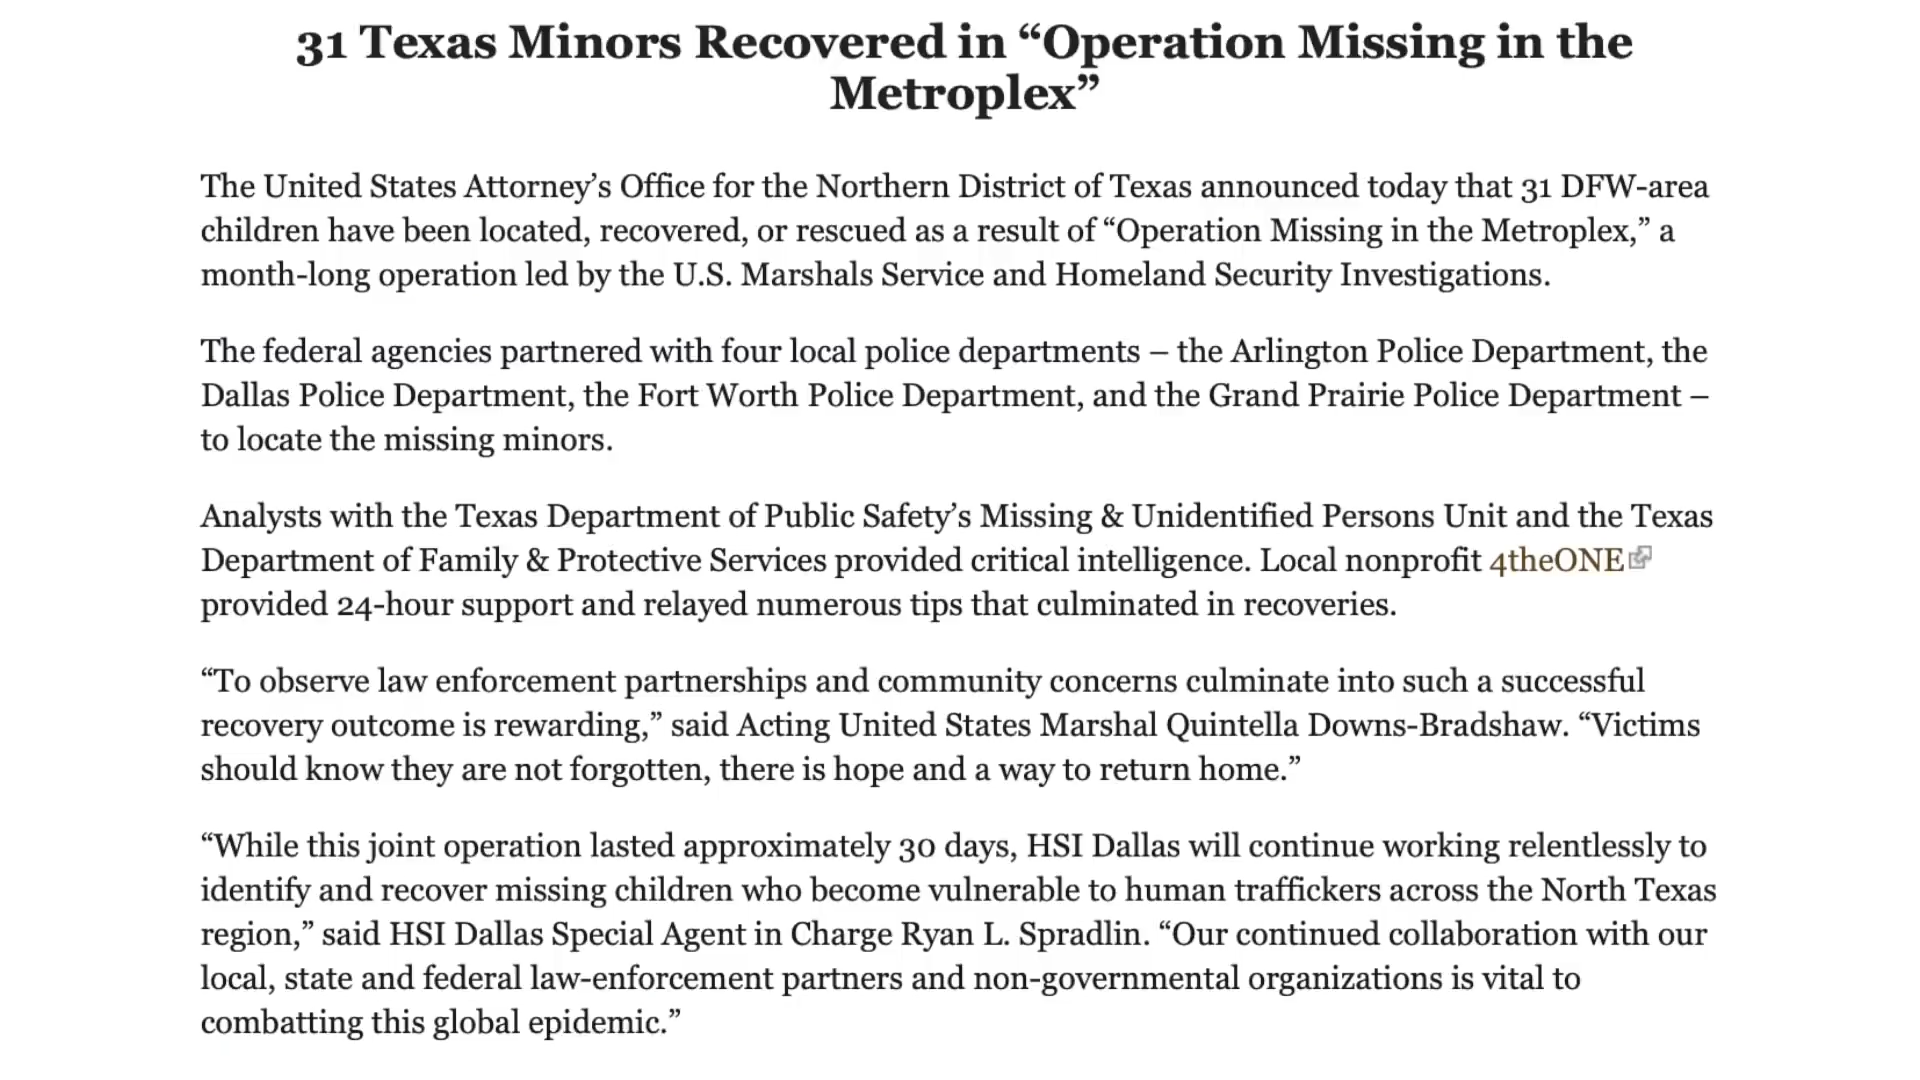 31 Texas Minors Recovered in “Operation Missing in the
Metroplex”
The United States Attorney’s Office for the Northern District of Texas announced today that 31 DFW-area
children have been located, recovered, or rescued as a result of “Operation Missing in the Metroplex,” a
month-long operation led by the U.S. Marshals Service and Homeland Security Investigations.
The federal agencies partnered with four local police departments – the Arlington Police Department, the
Dallas Police Department, the Fort Worth Police Department, and the Grand Prairie Police Department –
to locate the missing minors.
Analysts with the Texas Department of Public Safety’s Missing & Unidentified Persons Unit and the Texas
Department of Family & Protective Services provided critical intelligence. Local nonprofit 4theONE
provided 24-hour support and relayed numerous tips that culminated in recoveries.
“To observe law enforcement partnerships and community concerns culminate into such a successful
recovery outcome is rewarding,” said Acting United States Marshal Quintella Downs-Bradshaw. “Victims
should know they are not forgotten, there is hope and a way to return home.”
“While this joint operation lasted approximately 30 days, HSI Dallas will continue working relentlessly to
identify and recover missing children who become vulnerable to human traffickers across the North Texas
region,” said HSI Dallas Special Agent in Charge Ryan L. Spradlin. “Our continued collaboration with our
local, state and federal law-enforcement partners and non-governmental organizations is vital to
combatting this global epidemic.”